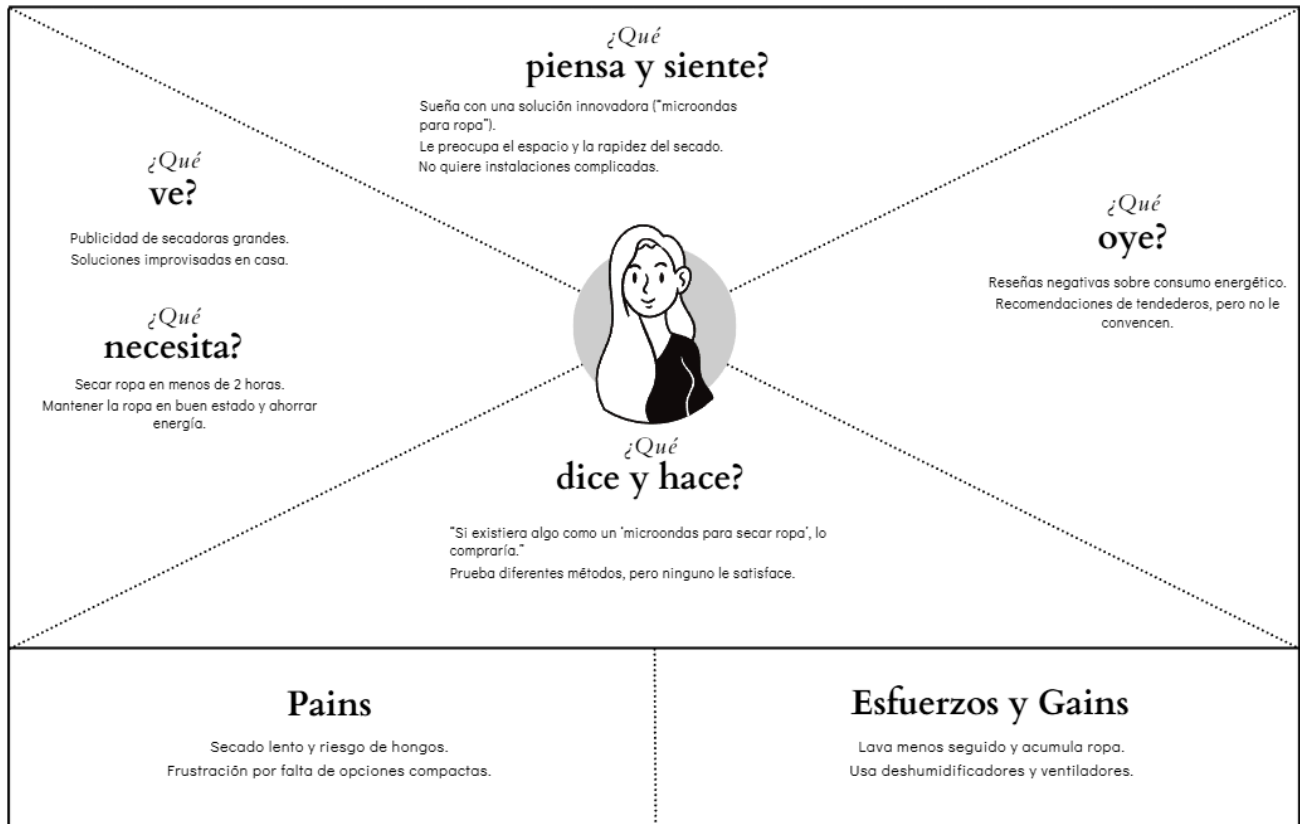 ¿Qué
piensa y siente?
Sueña con una solución innovadora ("microondas
para ropa").
Le preocupa el espacio y la rapidez del secado.
No quiere instalaciones complicadas.
¿Qué
ve?
Publicidad de secadoras grandes.
Soluciones improvisadas en casa.
¿Qué
necesita?
Secar ropa en menos de 2 horas.
Mantener la ropa en buen estado y ahorrar
energía.
¿Qué
oye?
Reseñas negativas sobre consumo energético.
Recomendaciones de tendederos, pero no le
convencen.
¿Qué
dice y hace?
"Si existiera algo como un 'microondas para secar ropa', lo
compraría."
Prueba diferentes métodos, pero ninguno le satisface.
Pains
Secado lento y riesgo de hongos.
Frustración por falta de opciones compactas.
Esfuerzos y Gains
Lava menos seguido y acumula ropa.
Usa deshumidificadores y ventiladores.